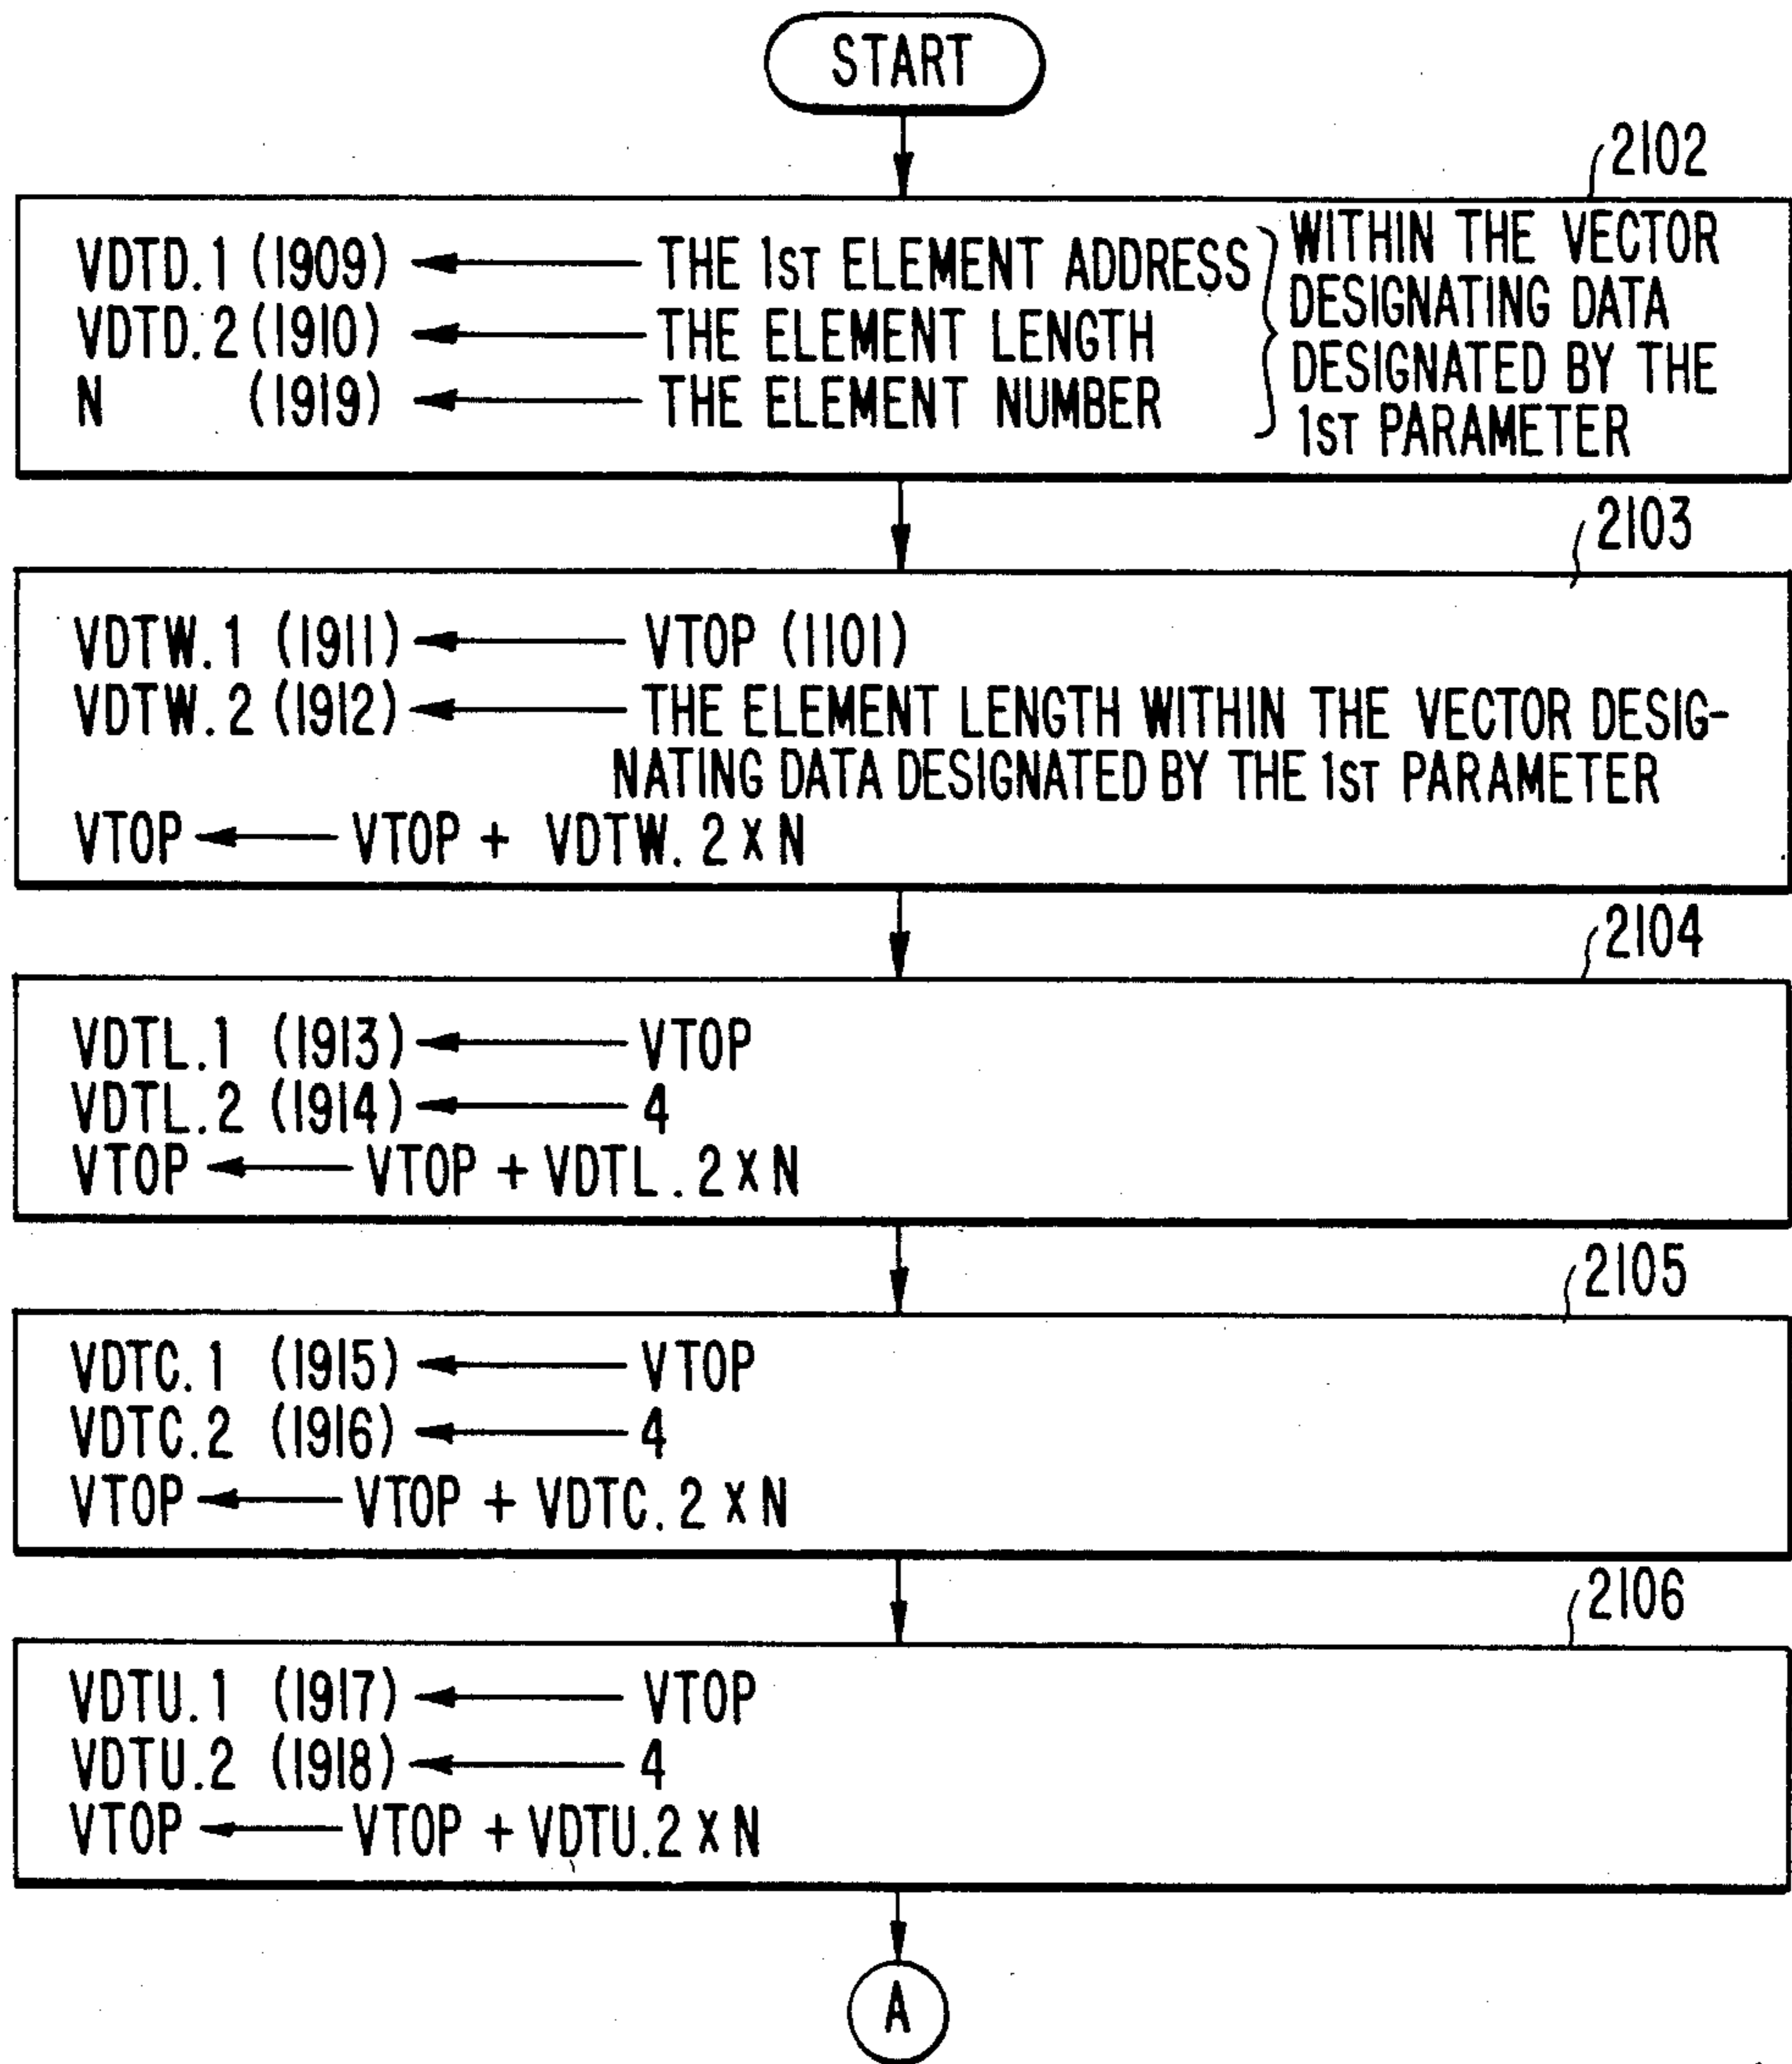 START
2102
VDTD.1 (1909) ← THE 1ST ELEMENT ADDRESS
VDTD.2 (1910) ← THE ELEMENT LENGTH
N (1919) ← THE ELEMENT NUMBER
WITHIN THE VECTOR
DESIGNATING DATA
DESIGNATED BY THE
1ST PARAMETER
2103
VDTW.1 (1911) ← VTOP (1101)
VDTW.2 (1912) ← THE ELEMENT LENGTH WITHIN THE VECTOR DESIG-
NATING DATA DESIGNATED BY THE 1ST PARAMETER
VTOP ← VTOP + VDTW.2 X N
2104
VDTL.1 (1913) ← VTOP
VDTL.2 (1914) ← 4
VTOP ← VTOP + VDTL.2 X N
2105
VDTC.1 (1915) ← VTOP
VDTC.2 (1916) ← 4
VTOP ← VTOP + VDTC.2 X N
2106
VDTU.1 (1917) ← VTOP
VDTU.2 (1918) ← 4
VTOP ← VTOP + VDTU.2 X N
A